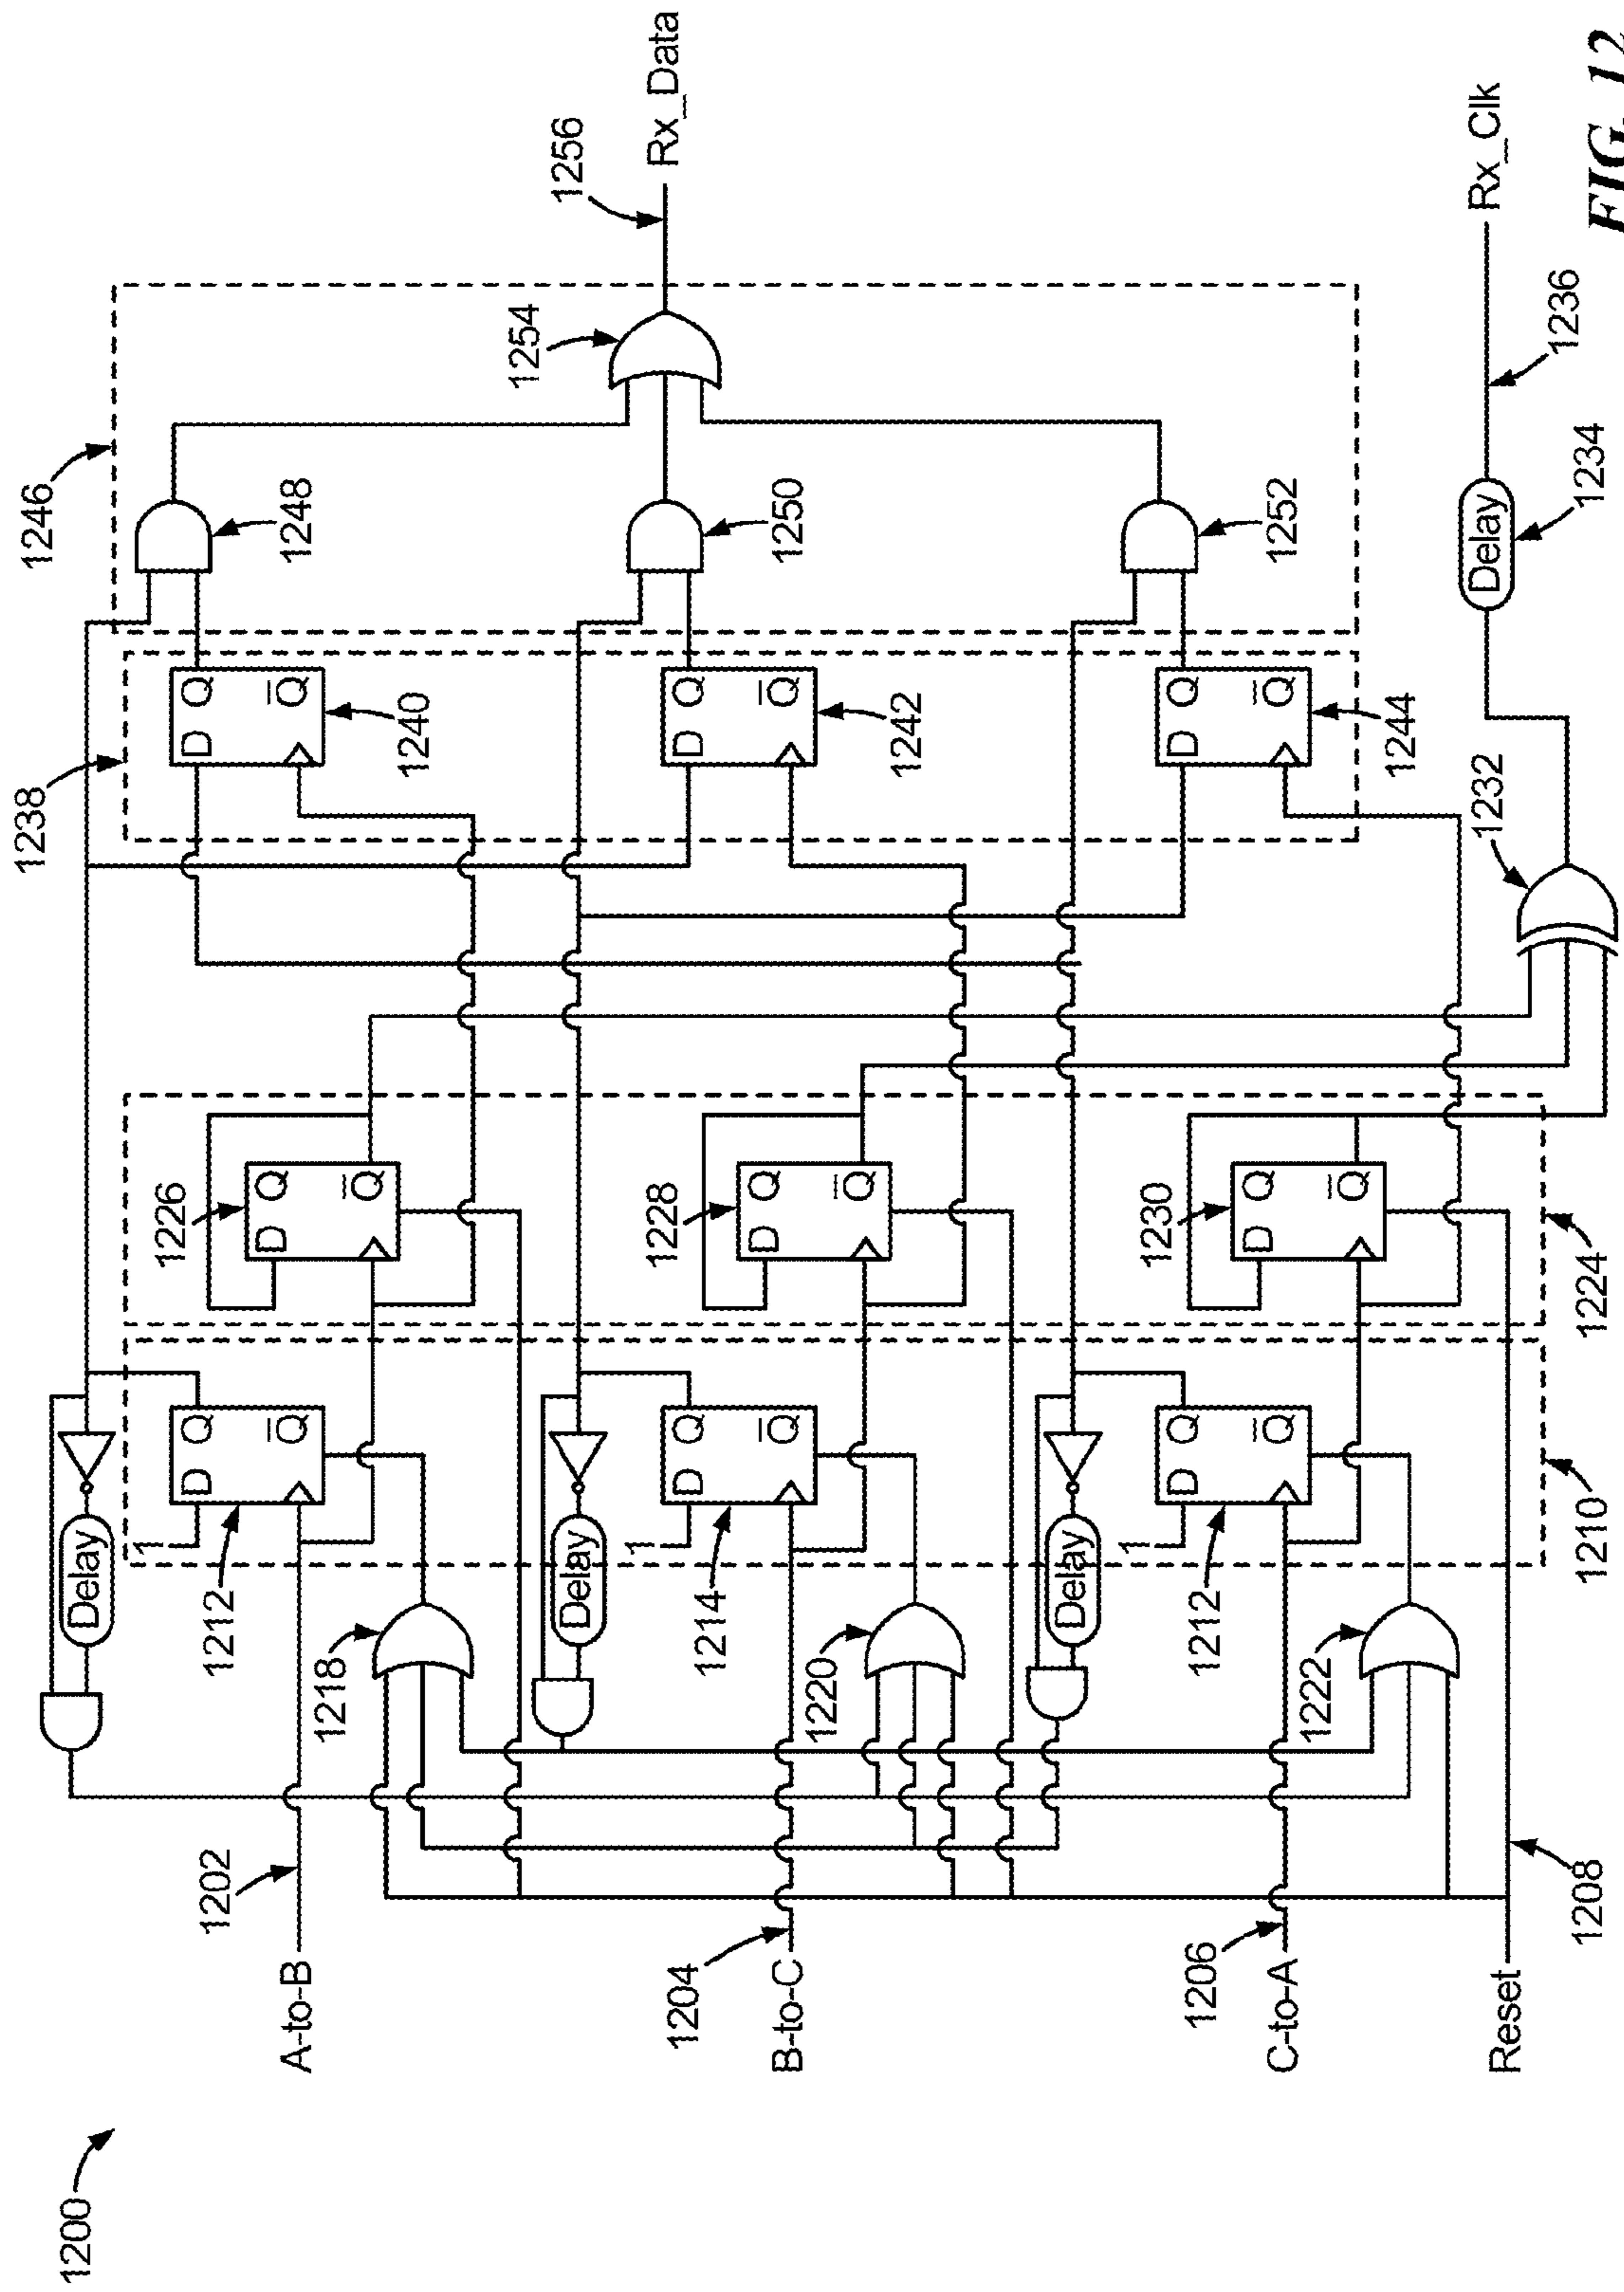 1200
A-to-B
1202
B-to-C
1204
C-to-A
1206
Reset
1208
Delay
1
D Q
Q̅
1212
1218
Delay
1
D Q
Q̅
1214
1220
Delay
1
D Q
Q̅
1212
1222
1210
1226
D Q
Q̅
1228
D Q
Q̅
1230
D Q
Q̅
1224
1232
1238
D Q
Q̅
1240
D Q
Q̅
1242
D Q
Q̅
1244
1246
1248
1250
1252
1254
1256
Rx_Data
Delay
1234
1236
Rx_Clk
FIG. 12